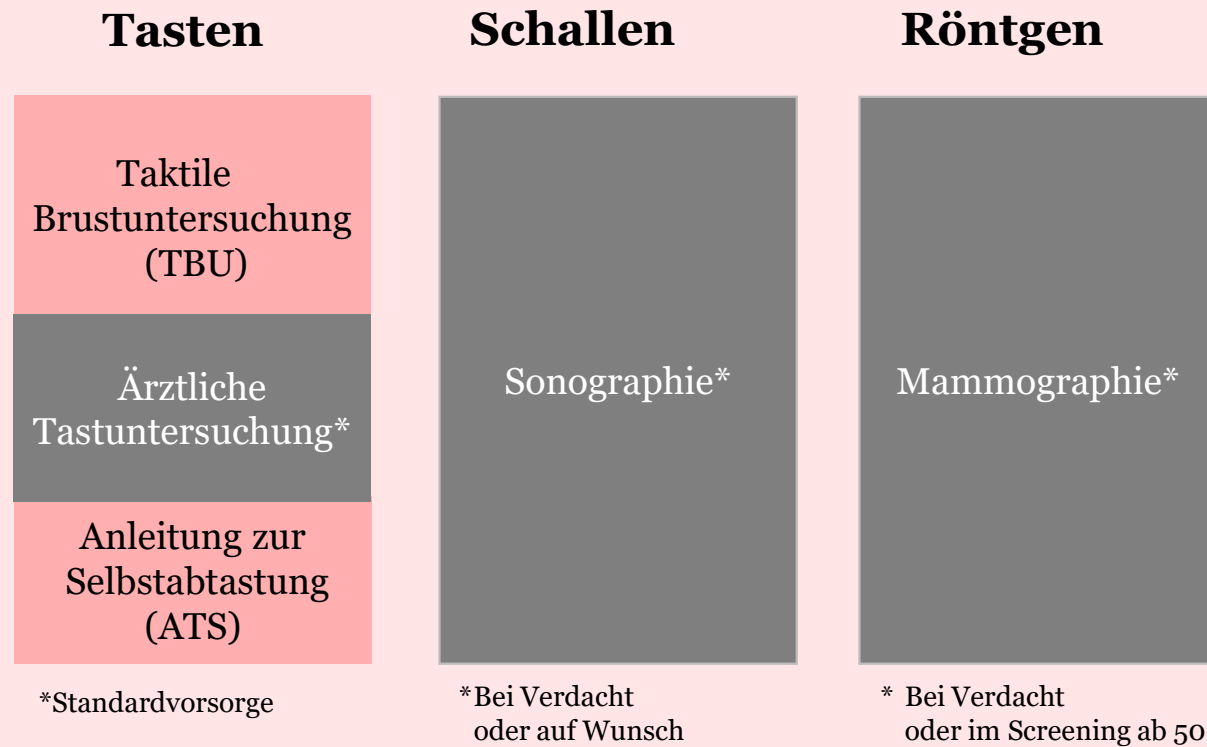 Tasten
Taktile
Brustuntersuchung
(TBU)
Ärztliche
Tastuntersuchung*
Anleitung zur
Selbstabtastung
(ATS)
*Standardvorsorge
Schallen
Sonographie*
*Bei Verdacht
oder auf Wunsch
Röntgen
Mammographie*
* Bei Verdacht
oder im Screening ab 50